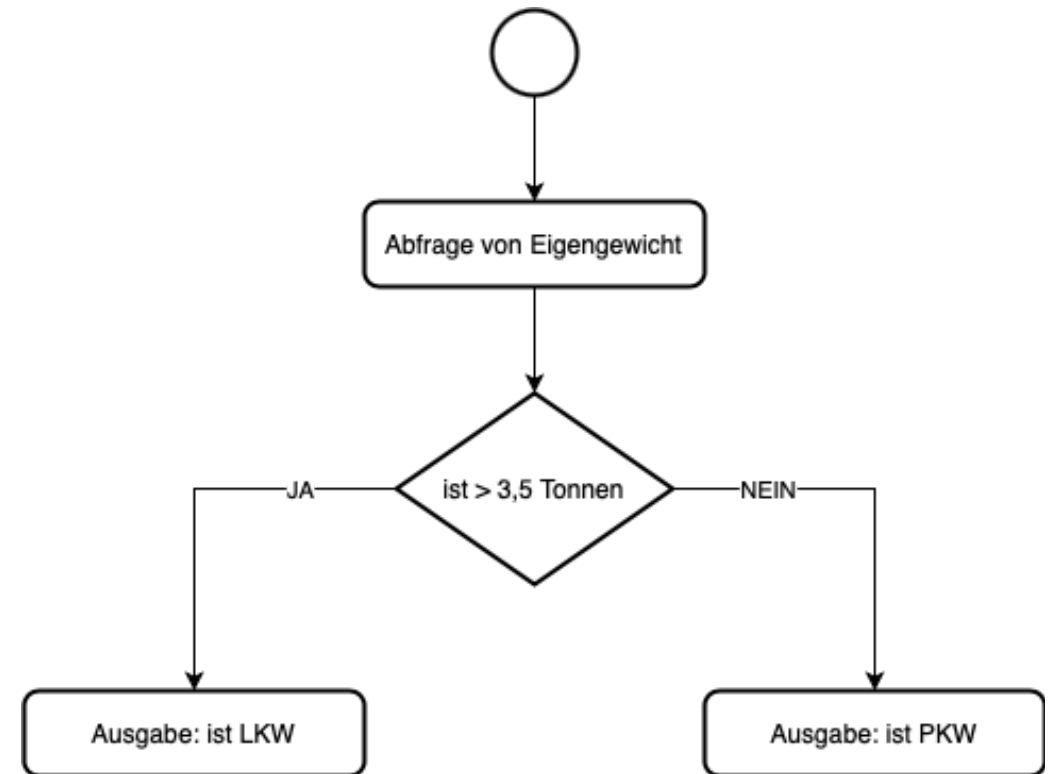 Abfrage von Eigengewicht
ist > 3,5 Tonnen
JA
NEIN
Ausgabe: ist LKW
Ausgabe: ist PKW